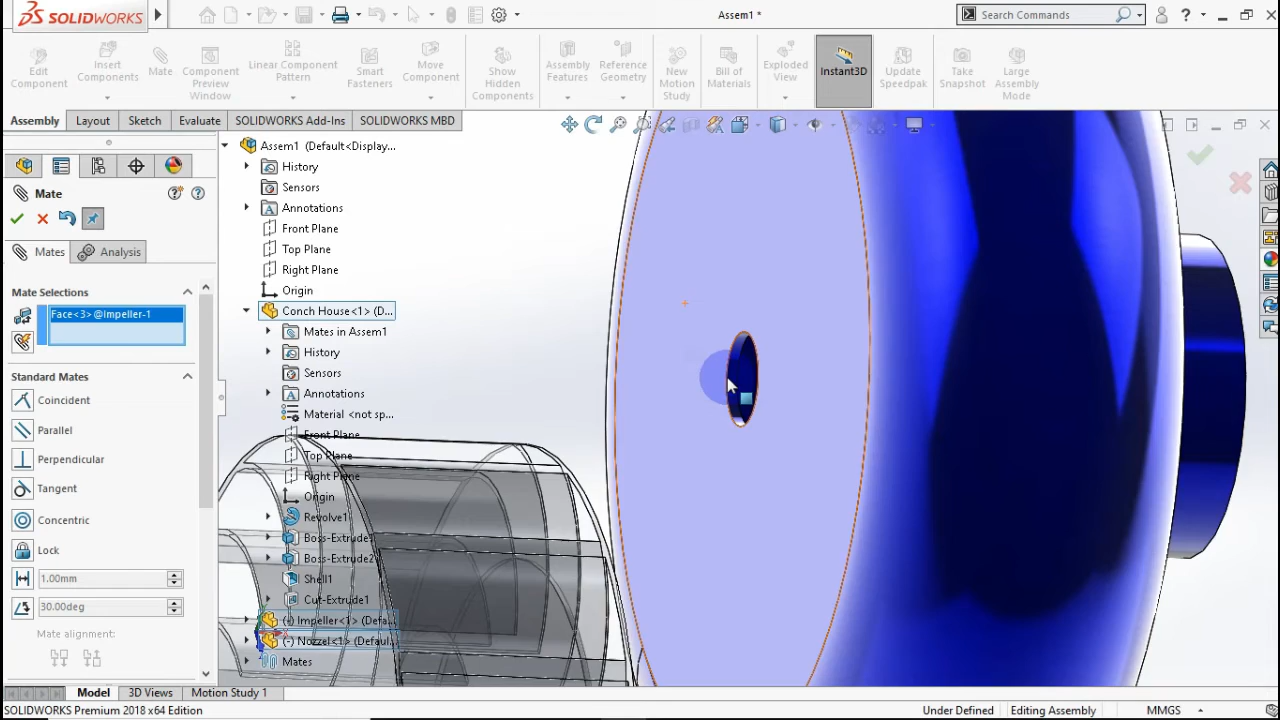 SOLIDWORKS
Assem1 *
Search Commands
Edit Component
Insert Components
Mate
Component Preview Window
Linear Component Pattern
Smart Fasteners
Move Component
Show Hidden Components
Assembly Features
Reference Geometry
New Motion Study
Bill of Materials
Exploded View
Instant3D
Update Speedpak
Take Snapshot
Large Assembly Mode
Assembly
Layout
Sketch
Evaluate
SOLIDWORKS Add-Ins
SOLIDWORKS MBD
Mate
Mates
Analysis
Mate Selections
Face<3>@Impeller-1
Standard Mates
Coincident
Parallel
Perpendicular
Tangent
Concentric
Lock
1.00mm
30.00deg
Mate alignment:
Assem1 (Default<Display...
History
Sensors
Annotations
Front Plane
Top Plane
Right Plane
Origin
Conch House<1> (D...
Mates in Assem1
History
Sensors
Annotations
Material <not sp...
Front Plane
Top Plane
Right Plane
Origin
Revolve1
Boss-Extrude1
Boss-Extrude2
Shell1
Cut-Extrude1
(-) Impeller<1> (Defa...
(-) Nozzel<1> (Defaul...
Mates
Model
3D Views
Motion Study 1
SOLIDWORKS Premium 2018 x64 Edition
Under Defined
Editing Assembly
MMGS